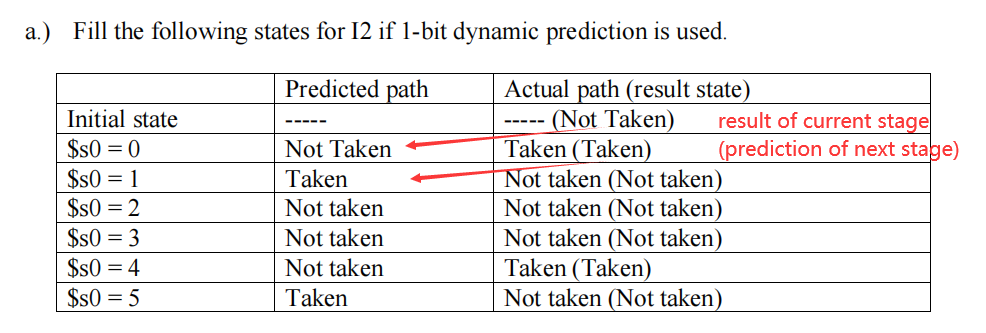 a.) Fill the following states for I2 if 1-bit dynamic prediction is used.
Predicted path Actual path (result state)
Initial state ----- ----- (Not Taken) result of current stage
$s0 = 0 Not Taken Taken (Taken) (prediction of next stage)
$s0 = 1 Taken Not taken (Not taken)
$s0 = 2 Not taken Not taken (Not taken)
$s0 = 3 Not taken Not taken (Not taken)
$s0 = 4 Not taken Taken (Taken)
$s0 = 5 Taken Not taken (Not taken)